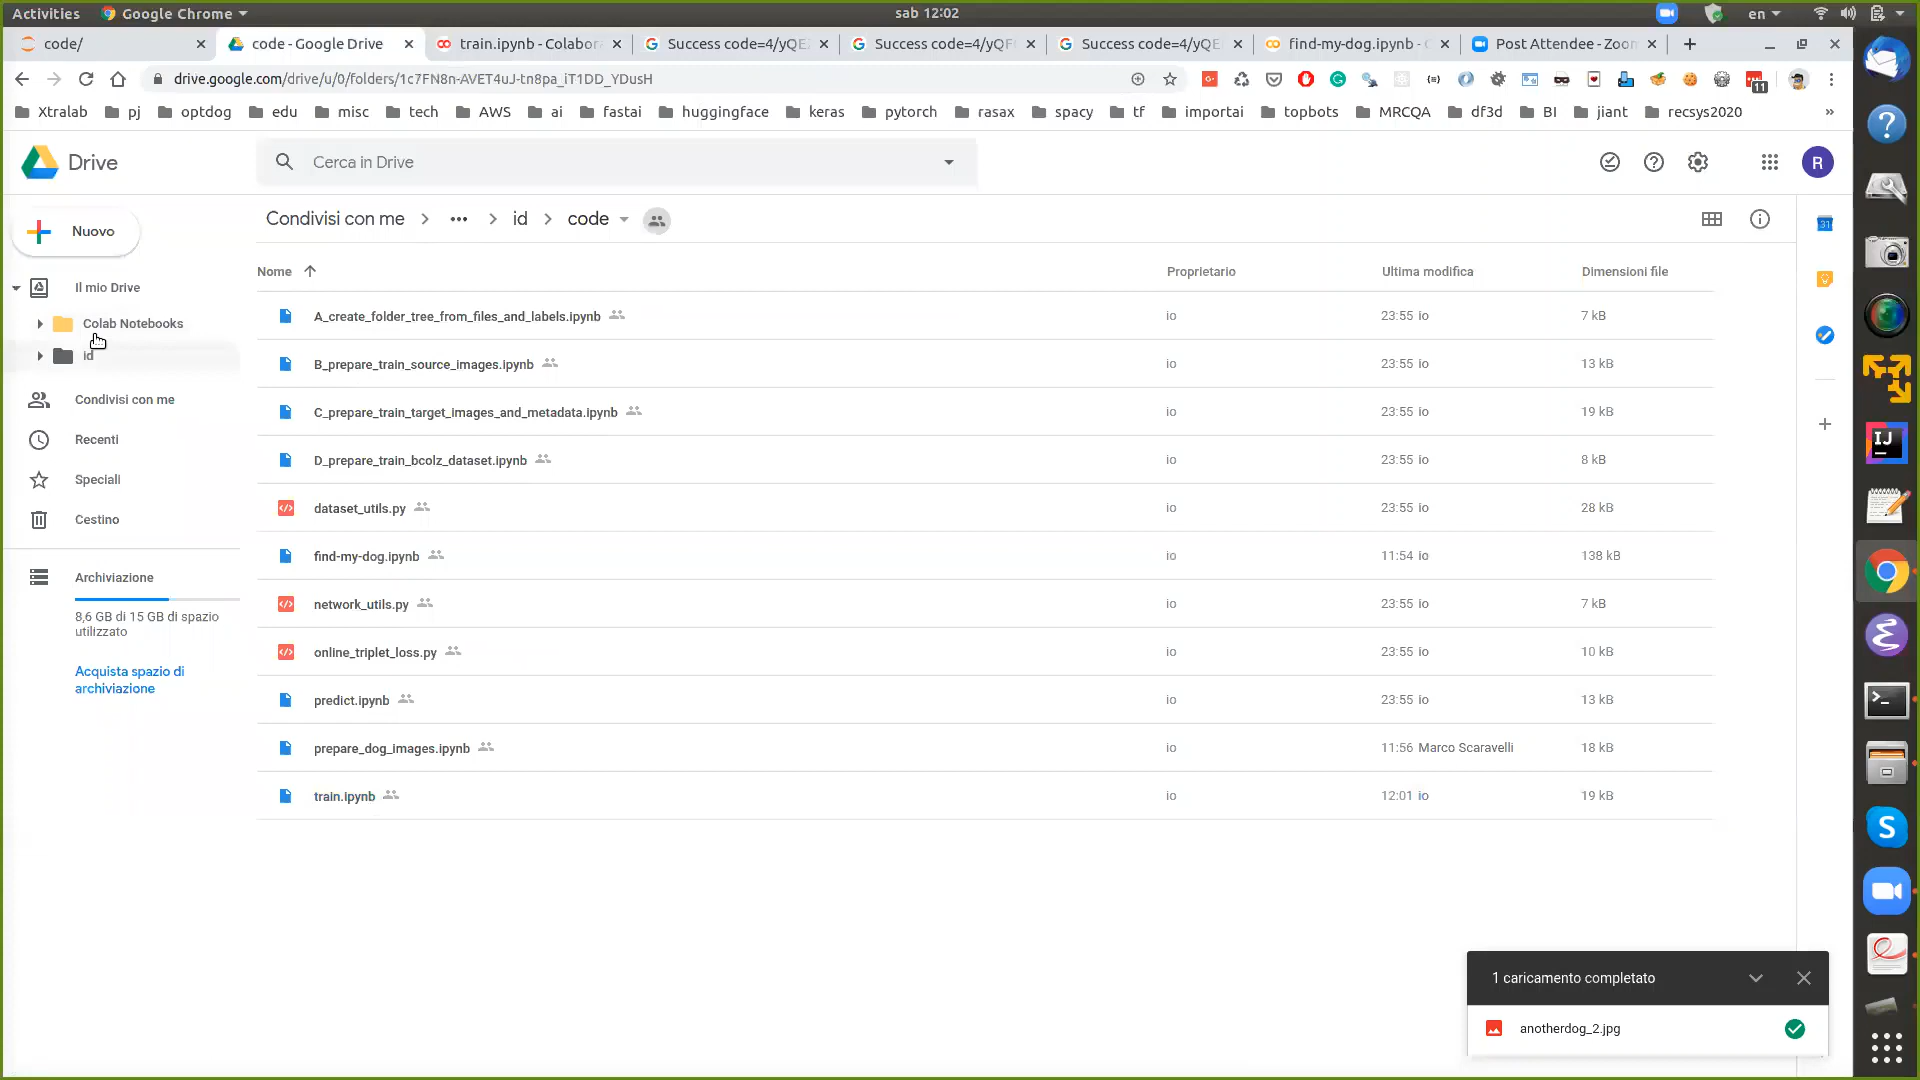 Activities Google Chrome sab 12:02 en
code/ code - Google Drive train.ipynb - Colabor Success code=4/yQE Success code=4/yQF Success code=4/yQE find-my-dog.ipynb - Post Attendee - Zoom
drive.google.com/drive/u/0/folders/1c7FN8n-AVET4uJ-tn8pa_iT1DD_YDusH
11
Xtralab pj optdog edu misc tech AWS ai fastai huggingface keras pytorch rasax spacy tf importai topbots MRCQA df3d BI jiant recsys2020 »
Drive
Cerca in Drive
R
Nuovo
Condivisi con me > ••• > id > code
31
Il mio Drive
Colab Notebooks
id
Condivisi con me
Recenti
Speciali
Cestino
Archiviazione
8,6 GB di 15 GB di spazio
utilizzato
Acquista spazio di
archiviazione
Nome Proprietario Ultima modifica Dimensioni file
A_create_folder_tree_from_files_and_labels.ipynb io 23:55 io 7 kB
B_prepare_train_source_images.ipynb io 23:55 io 13 kB
C_prepare_train_target_images_and_metadata.ipynb io 23:55 io 19 kB
D_prepare_train_bcolz_dataset.ipynb io 23:55 io 8 kB
dataset_utils.py io 23:55 io 28 kB
find-my-dog.ipynb io 11:54 io 138 kB
network_utils.py io 23:55 io 7 kB
online_triplet_loss.py io 23:55 io 10 kB
predict.ipynb io 23:55 io 13 kB
prepare_dog_images.ipynb io 11:56 Marco Scaravelli 18 kB
train.ipynb io 12:01 io 19 kB
1 caricamento completato
anotherdog_2.jpg
IJ